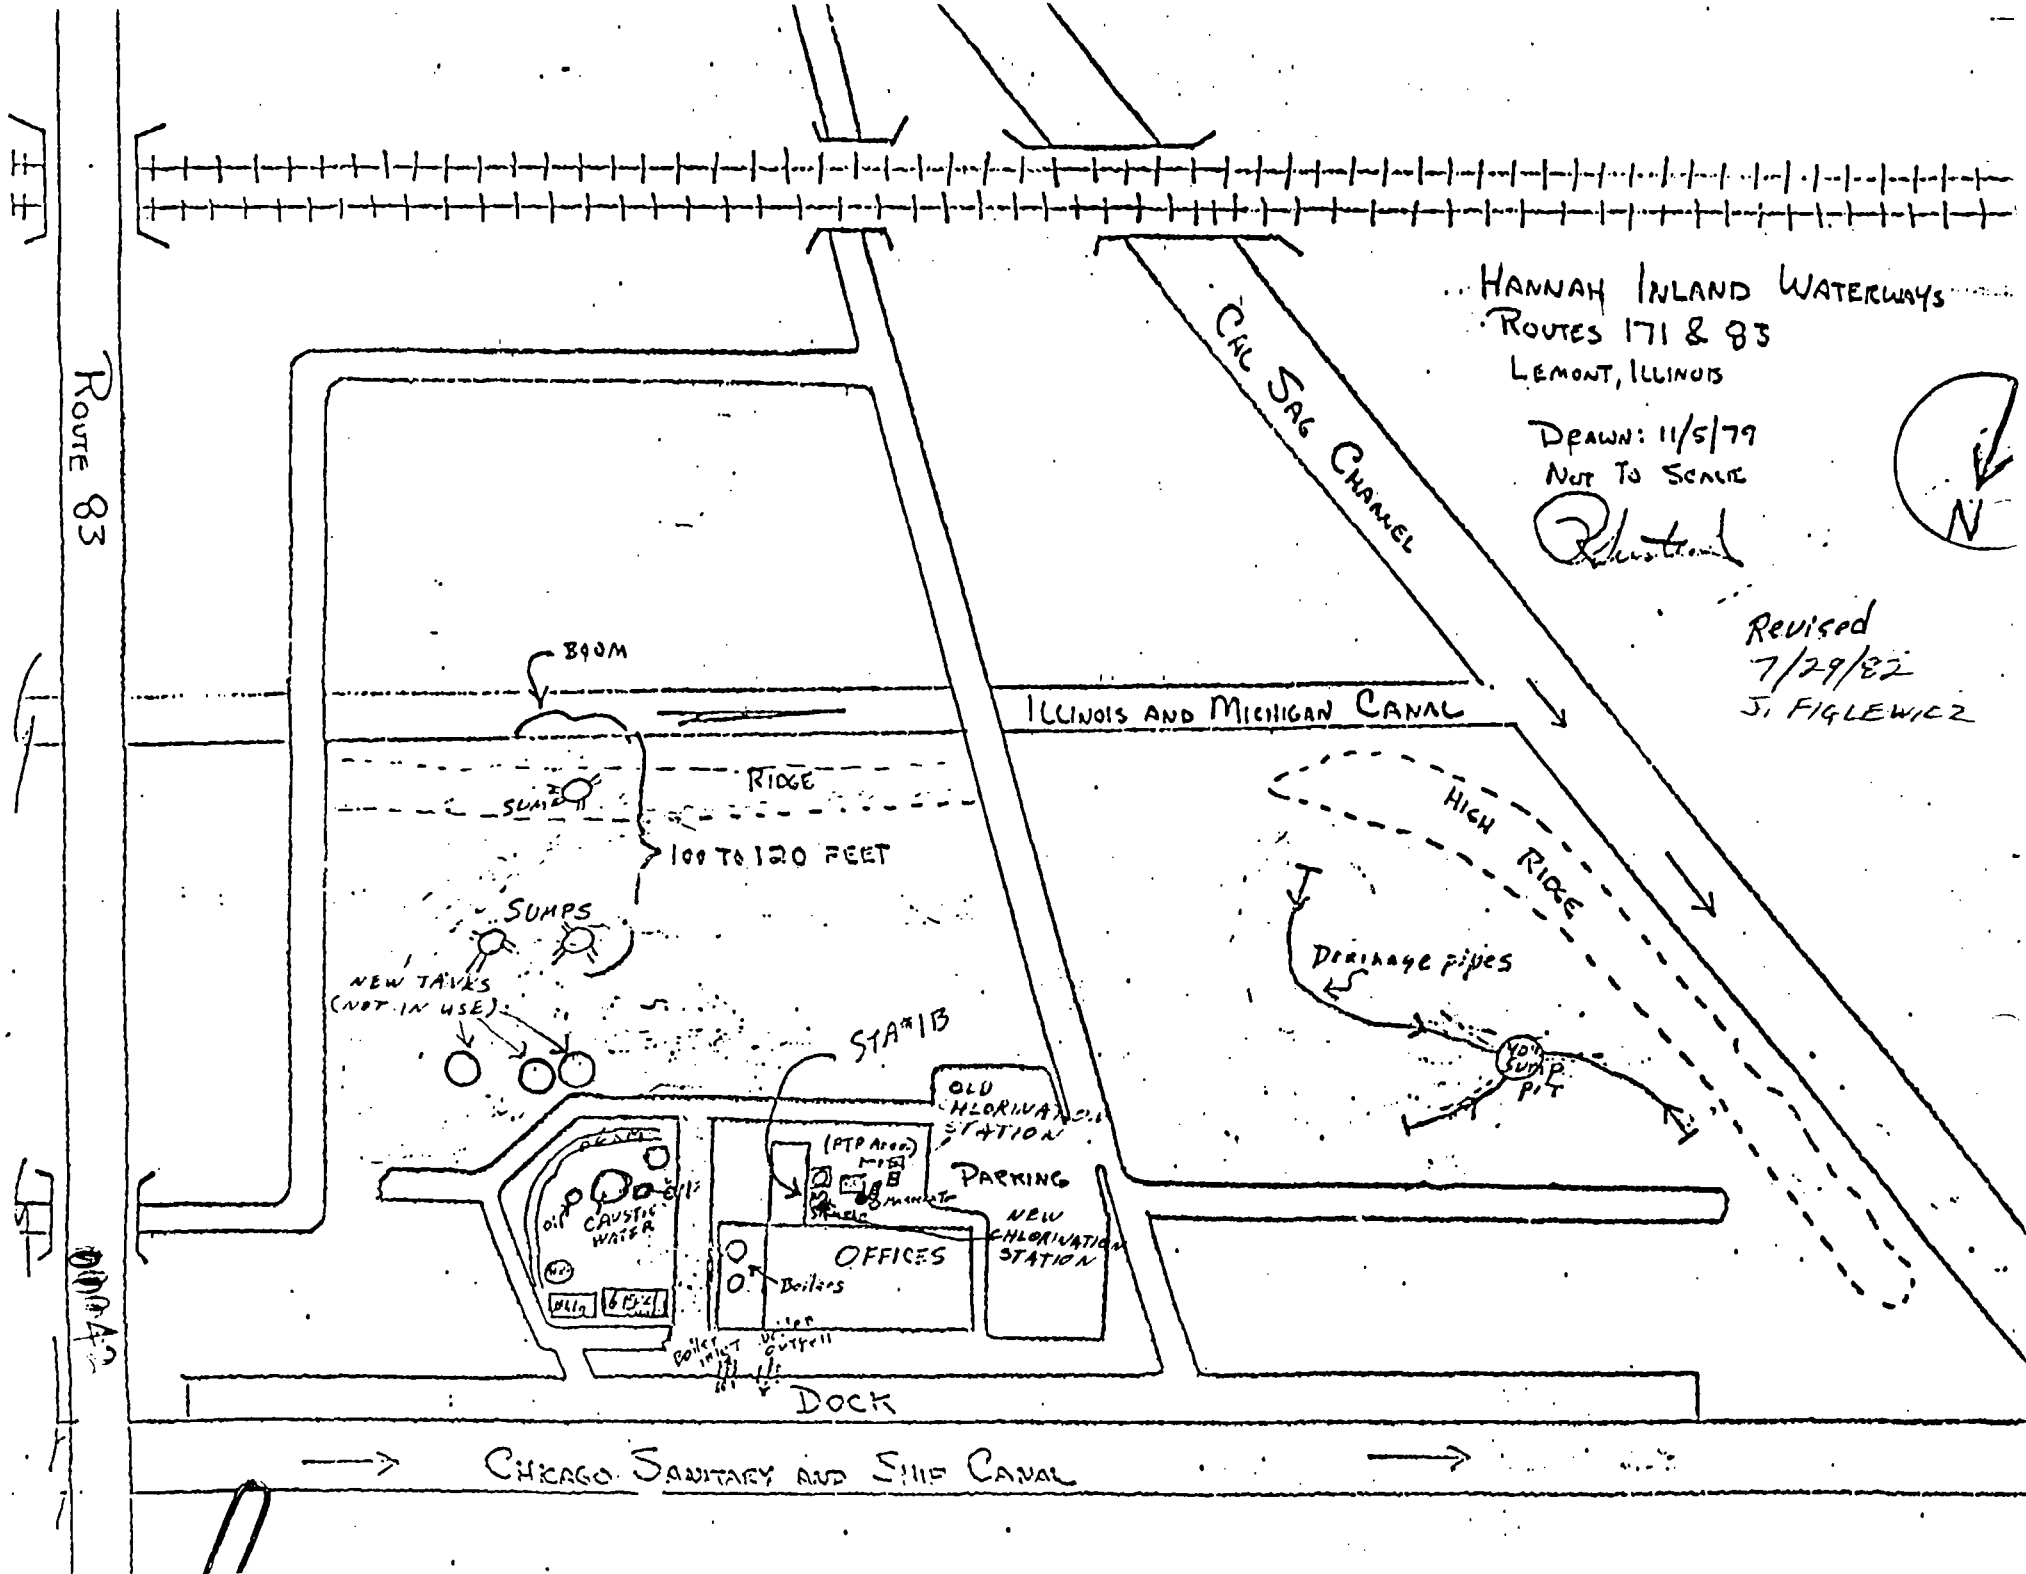 HANNAH INLAND WATERWAYS
ROUTES 171 & 83
LEMONT, ILLINOIS
DRAWN: 11/5/79
NOT TO SCALE
N
Revised
7/29/82
J. FIGLEWICZ
ROUTE 83
CAL SAG CHANNEL
BOOM
ILLINOIS AND MICHIGAN CANAL
RIDGE
SUMP
100 TO 120 FEET
HIGH RIDGE
SUMPS
Drainage pipes
NEW TANKS
(NOT IN USE)
STA#1B
SUMP
PIT
OLD
CHLORINATION
STATION
(PTP Area)
PARKING
OIL
CAUSTIC
WATER
NEW
CHLORINATION
STATION
OFFICES
Boilers
Boiler
inlet
outfall
DOCK
CHICAGO SANITARY AND SHIP CANAL